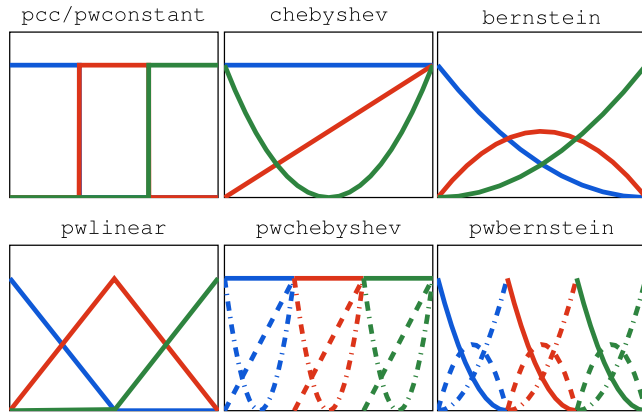 pcc/pwconstant
chebyshev
bernstein
pwlinear
pwchebyshev
pwbernstein